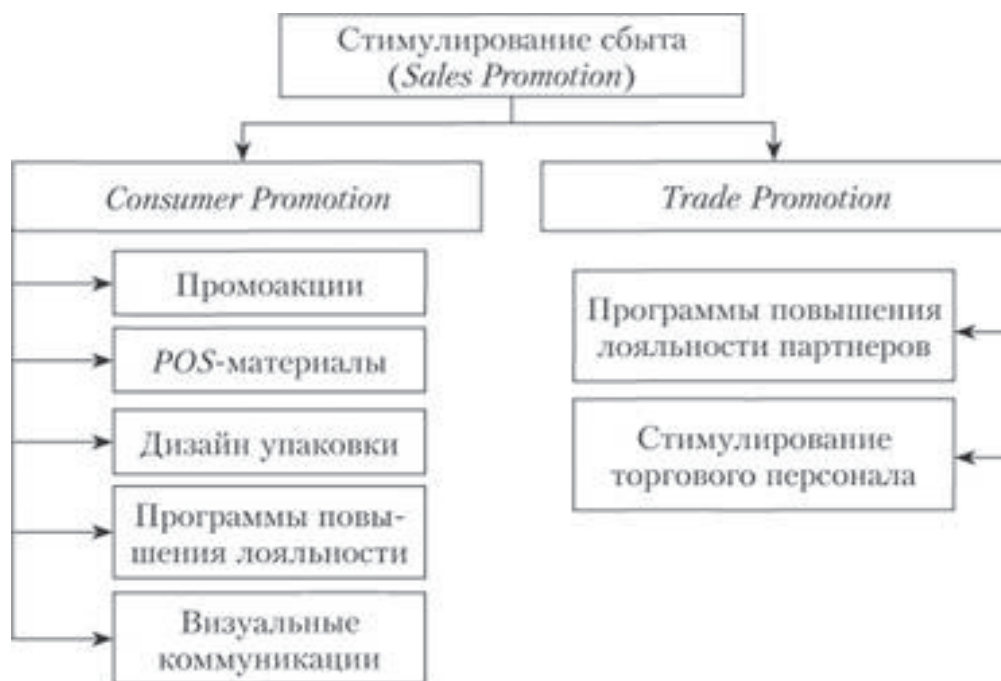 Стимулирование сбыта
(Sales Promotion)
Consumer Promotion
Промоакции
POS-материалы
Дизайн упаковки
Программы повы-
шения лояльности
Визуальные
коммуникации
Trade Promotion
Программы повышения
лояльности партнеров
Стимулирование
торгового персонала